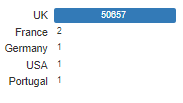 UK 50657
France 2
Germany 1
USA 1
Portugal 1